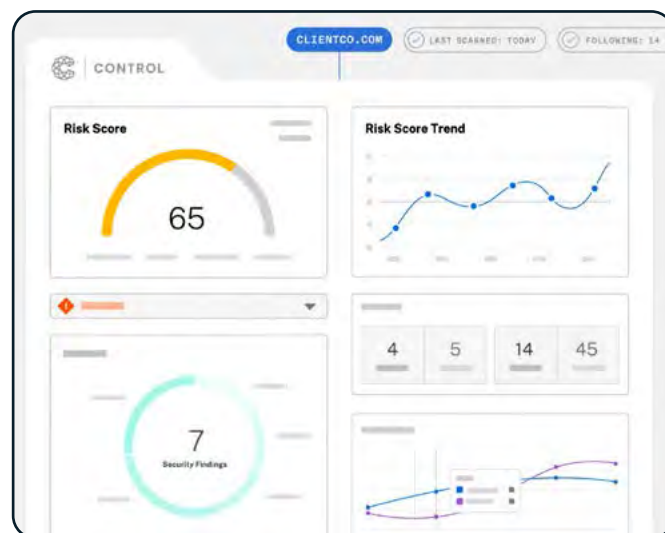 CLIENTCO.COM
LAST SCANNED: TODAY
FOLLOWING: 14
CONTROL
Risk Score
65
Risk Score Trend
4
5
14
45
7
Security Findings